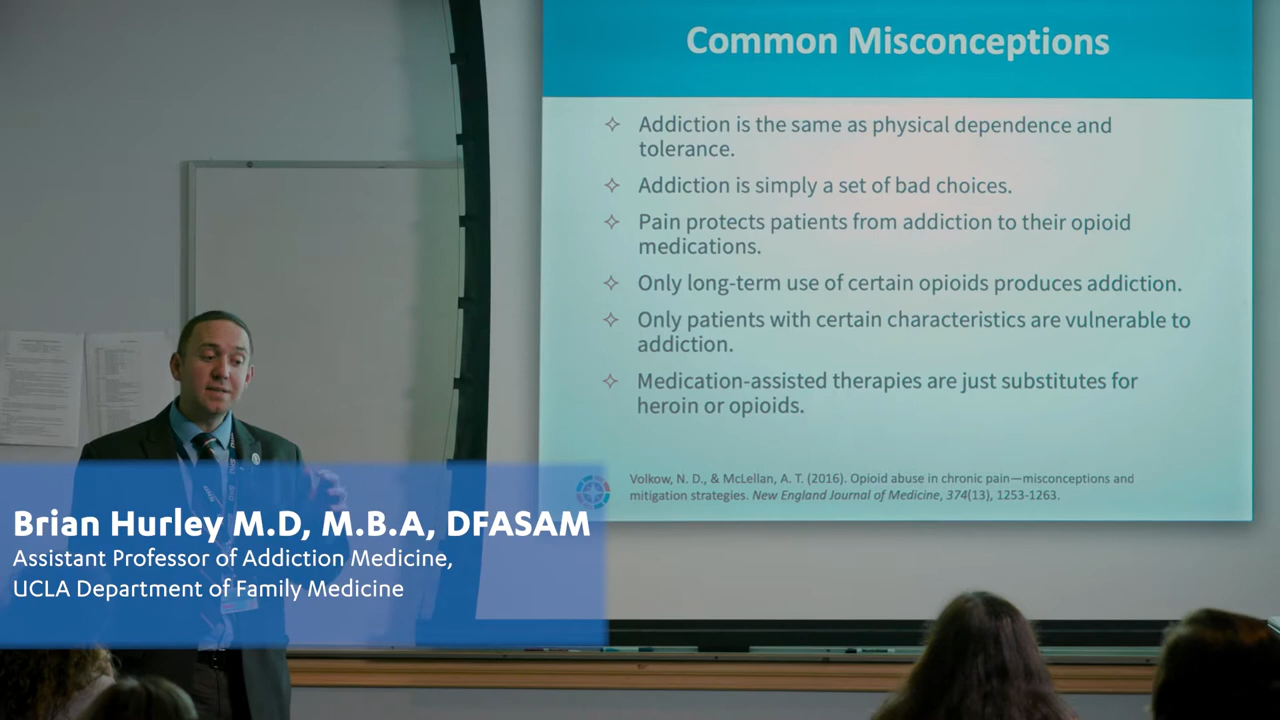 Common Misconceptions
Addiction is the same as physical dependence and
tolerance.
Addiction is simply a set of bad choices.
Pain protects patients from addiction to their opioid
medications.
Only long-term use of certain opioids produces addiction.
Only patients with certain characteristics are vulnerable to
addiction.
Medication-assisted therapies are just substitutes for
heroin or opioids.
Volkow, N. D., & McLellan, A. T. (2016). Opioid abuse in chronic pain—misconceptions and
mitigation strategies. New England Journal of Medicine, 374(13), 1253-1263.
Brian Hurley M.D, M.B.A, DFASAM
Assistant Professor of Addiction Medicine,
UCLA Department of Family Medicine